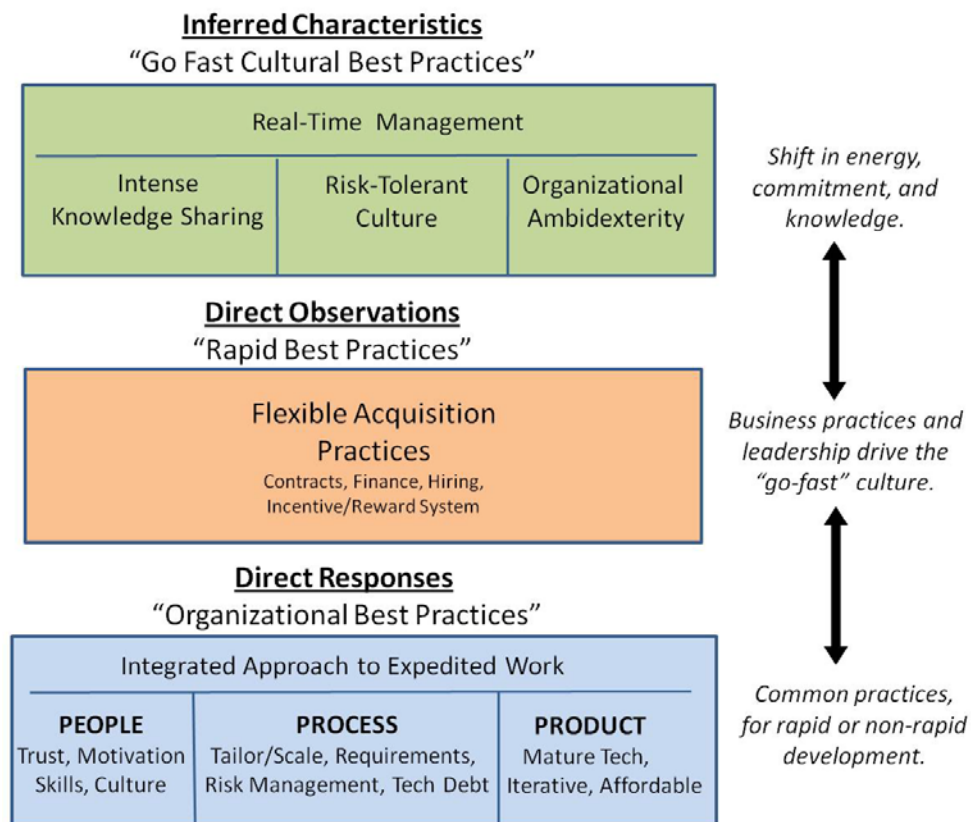 Inferred Characteristics
“Go Fast Cultural Best Practices”
Real-Time Management
Intense
Knowledge Sharing
Risk-Tolerant
Culture
Organizational
Ambidexterity
Shift in energy,
commitment, and
knowledge.
Direct Observations
“Rapid Best Practices”
Flexible Acquisition
Practices
Contracts, Finance, Hiring,
Incentive/Reward System
Business practices and
leadership drive the
“go-fast” culture.
Direct Responses
“Organizational Best Practices”
Integrated Approach to Expedited Work
PEOPLE
Trust, Motivation
Skills, Culture
PROCESS
Tailor/Scale, Requirements,
Risk Management, Tech Debt
PRODUCT
Mature Tech,
Iterative, Affordable
Common practices,
for rapid or non-rapid
development.